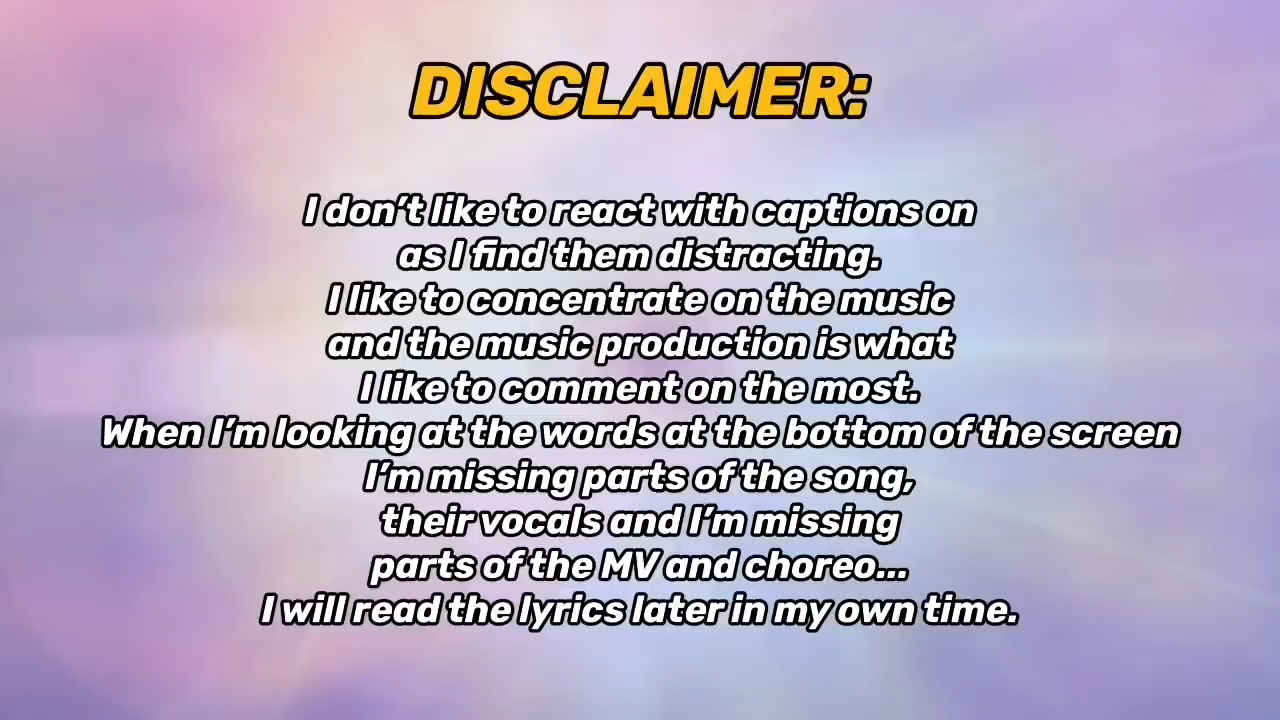 DISCLAIMER:
I don't like to react with captions on
as I find them distracting.
I like to concentrate on the music
and the music production is what
I like to comment on the most.
When I'm looking at the words at the bottom of the screen
I'm missing parts of the song,
their vocals and I'm missing
parts of the MV and choreo...
I will read the lyrics later in my own time.